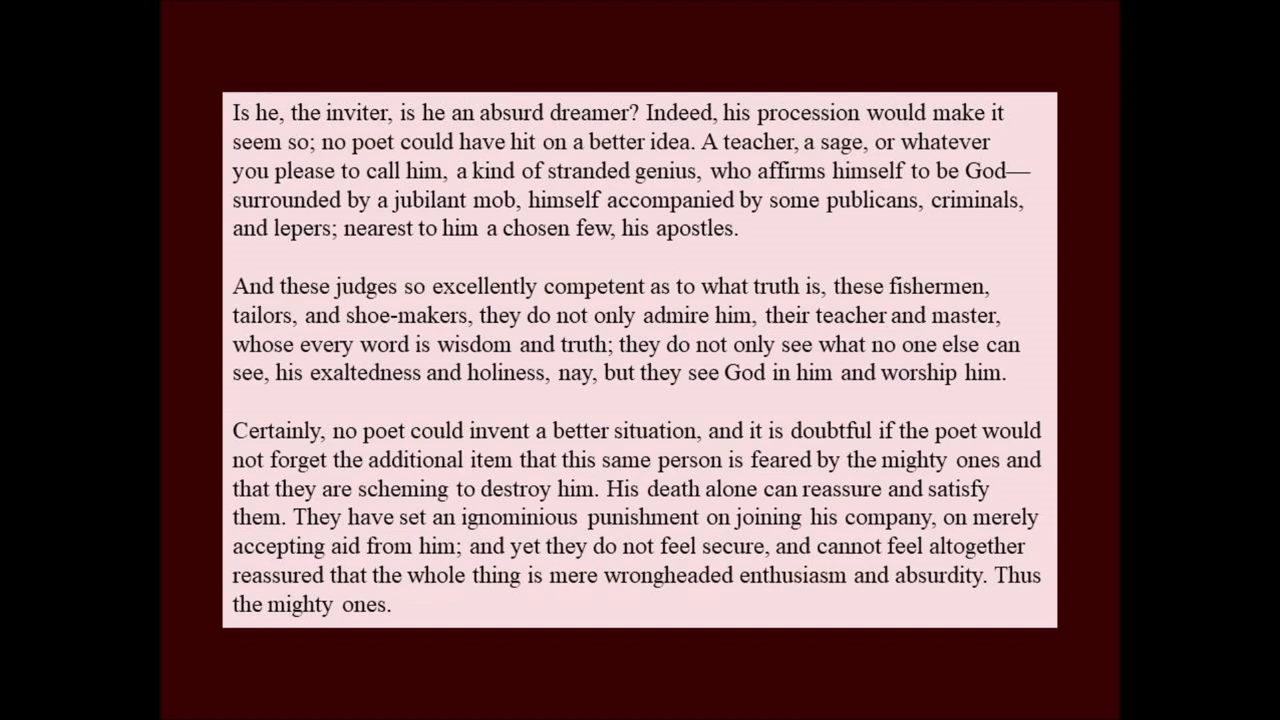 Is he, the inviter, is he an absurd dreamer? Indeed, his procession would make it
seem so; no poet could have hit on a better idea. A teacher, a sage, or whatever
you please to call him, a kind of stranded genius, who affirms himself to be God—
surrounded by a jubilant mob, himself accompanied by some publicans, criminals,
and lepers; nearest to him a chosen few, his apostles.
And these judges so excellently competent as to what truth is, these fishermen,
tailors, and shoe-makers, they do not only admire him, their teacher and master,
whose every word is wisdom and truth; they do not only see what no one else can
see, his exaltedness and holiness, nay, but they see God in him and worship him.
Certainly, no poet could invent a better situation, and it is doubtful if the poet would
not forget the additional item that this same person is feared by the mighty ones and
that they are scheming to destroy him. His death alone can reassure and satisfy
them. They have set an ignominious punishment on joining his company, on merely
accepting aid from him; and yet they do not feel secure, and cannot feel altogether
reassured that the whole thing is mere wrongheaded enthusiasm and absurdity. Thus
the mighty ones.